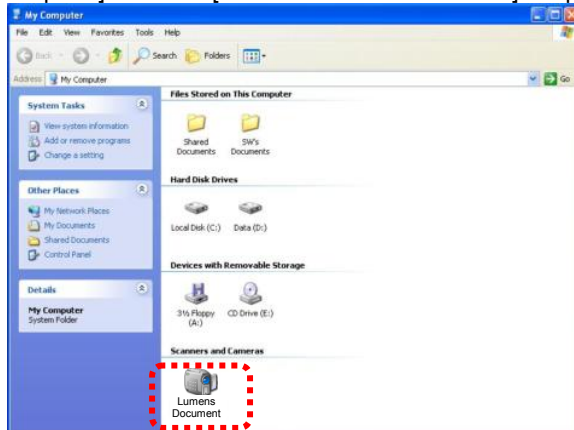 My Computer
File Edit View Favorites Tools Help
Back Search Folders
Address My Computer Go
System Tasks
View system information
Add or remove programs
Change a setting
Other Places
My Network Places
My Documents
Shared Documents
Control Panel
Details
My Computer
System Folder
Files Stored on This Computer
Shared Documents
SW's Documents
Hard Disk Drives
Local Disk (C:) Data (D:)
Devices with Removable Storage
3½ Floppy (A:)
CD Drive (E:)
Scanners and Cameras
Lumens
Document